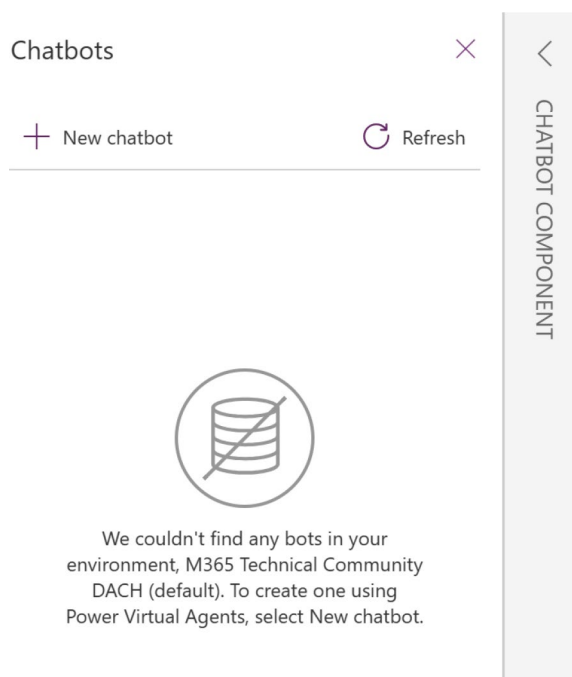 Chatbots
New chatbot
Refresh
We couldn't find any bots in your
environment, M365 Technical Community
DACH (default). To create one using
Power Virtual Agents, select New chatbot.
CHATBOT COMPONENT